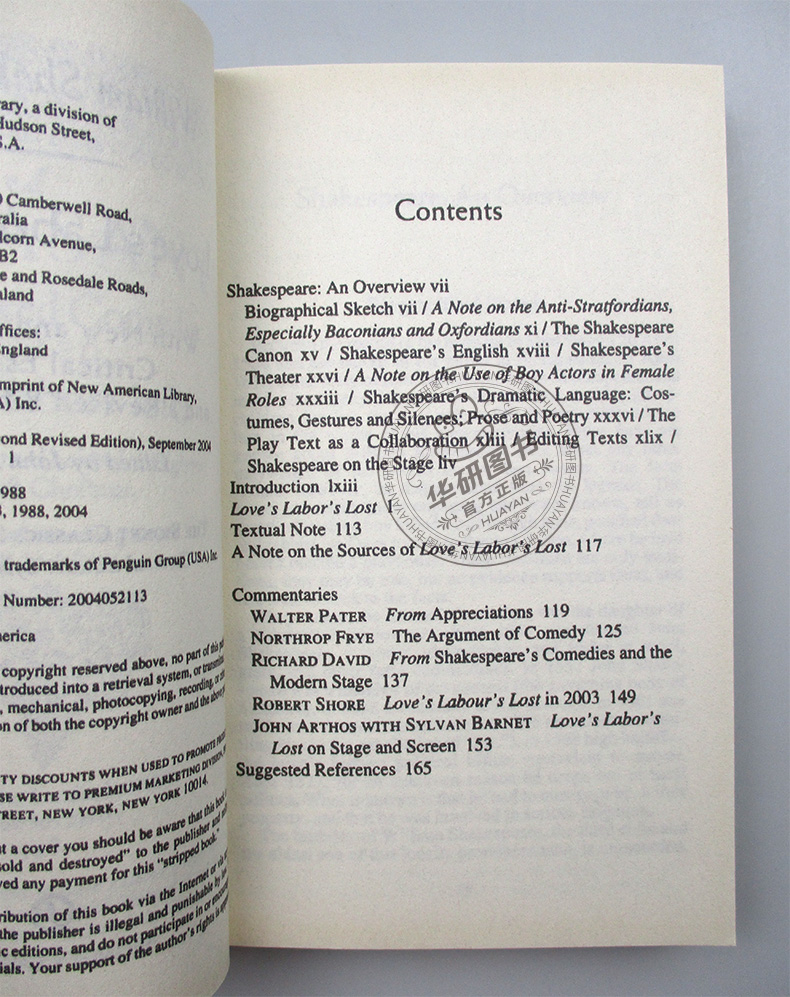 rary, a division of
Hudson Street,
S.A.
Camberwell Road,
ralia
lcorn Avenue,
B2
e and Rosedale Roads,
aland
ffices:
England
mprint of New American Library,
A) Inc.
ond Revised Edition), September 2004
1
1988
, 1988, 2004
trademarks of Penguin Group (USA) Inc.
Number: 2004052113
merica
copyright reserved above, no part of this
troduced into a retrieval system, or
, mechanical, photocopying, recording, or
on of both the copyright owner and the above
TY DISCOUNTS WHEN USED TO PROMOTE
SE WRITE TO PREMIUM MARKETING DIVISION,
TREET, NEW YORK, NEW YORK 10014.
t a cover you should be aware that this book
sold and destroyed" to the publisher and
ved any payment for this "stripped book."
ribution of this book via the Internet or via
the publisher is illegal and punishable by
ic editions, and do not participate in or
ials. Your support of the author's rights is
Contents
Shakespeare: An Overview vii
Biographical Sketch vii / A Note on the Anti-Stratfordians,
Especially Baconians and Oxfordians xi / The Shakespeare
Canon xv / Shakespeare's English xviii / Shakespeare's
Theater xxvi / A Note on the Use of Boy Actors in Female
Roles xxxiii / Shakespeare's Dramatic Language: Cos-
tumes, Gestures and Silences; Prose and Poetry xxxvi / The
Play Text as a Collaboration xliii / Editing Texts xlix /
Shakespeare on the Stage liv
Introduction lxiii
Love's Labor's Lost 1
Textual Note 113
A Note on the Sources of Love's Labor's Lost 117
Commentaries
WALTER PATER From Appreciations 119
NORTHROP FRYE The Argument of Comedy 125
RICHARD DAVID From Shakespeare's Comedies and the
Modern Stage 137
ROBERT SHORE Love's Labour's Lost in 2003 149
JOHN ARTHOS WITH SYLVAN BARNET Love's Labor's
Lost on Stage and Screen 153
Suggested References 165
华研图书
官方正版
HUAYAN